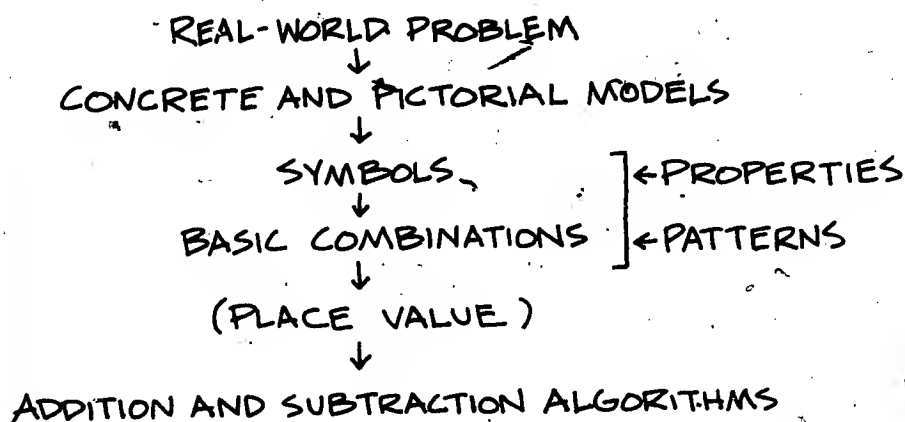 REAL-WORLD PROBLEM
↓
CONCRETE AND PICTORIAL MODELS
↓
SYMBOLS ] ←PROPERTIES
↓
BASIC COMBINATIONS ] ←PATTERNS
↓
(PLACE VALUE)
↓
ADDITION AND SUBTRACTION ALGORITHMS